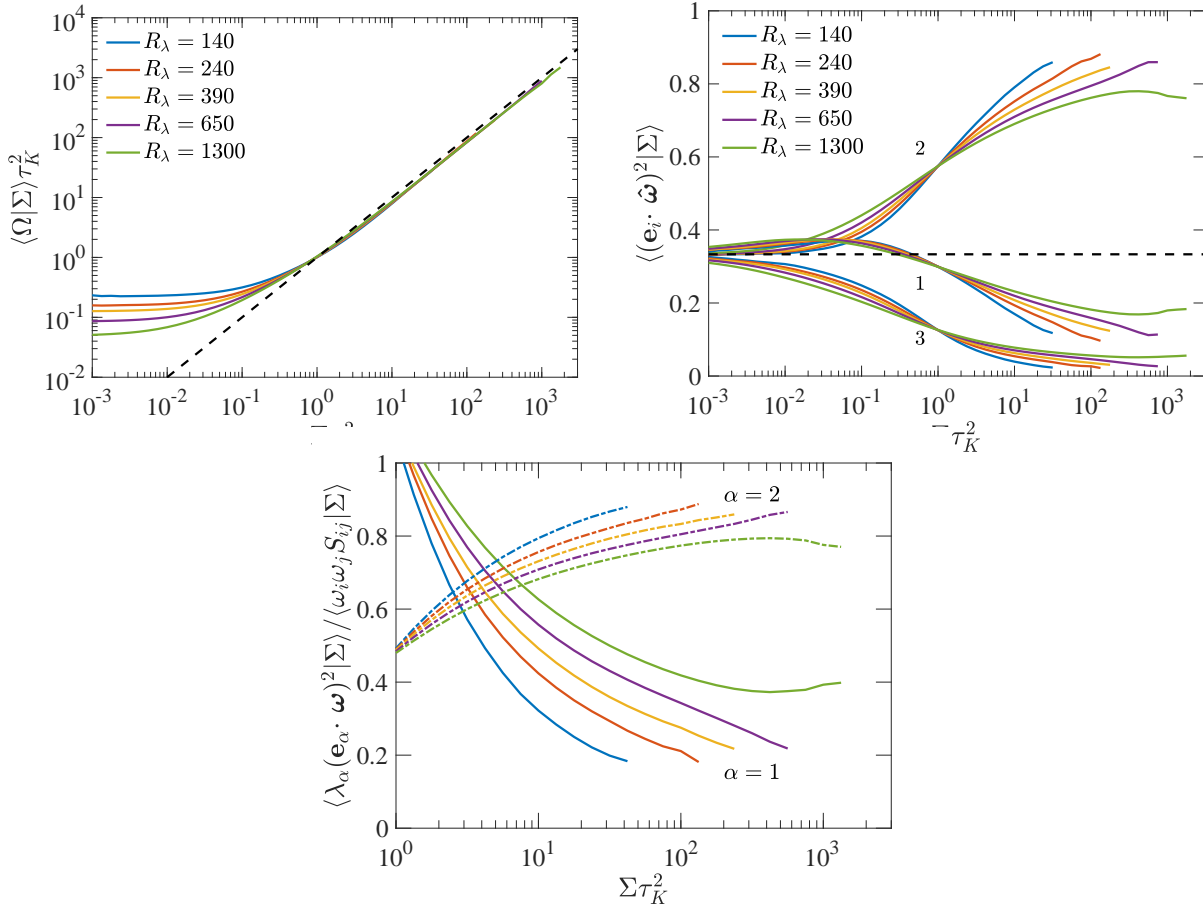 10^4
10^3
10^2
10^1
10^0
10^-1
10^-2
⟨Ω|Σ⟩τ_K^2
R_λ = 140
R_λ = 240
R_λ = 390
R_λ = 650
R_λ = 1300
10^-3 10^-2 10^-1 10^0 10^1 10^2 10^3
1
0.8
0.6
0.4
0.2
0
⟨(e_i · ω̂)^2|Σ⟩
R_λ = 140
R_λ = 240
R_λ = 390
R_λ = 650
R_λ = 1300
2
1
3
10^-3 10^-2 10^-1 10^0 10^1 10^2 10^3
τ_K^2
1
0.8
0.6
0.4
0.2
0
⟨λ_α(e_α · ω)^2|Σ⟩/⟨ω_iω_jS_ij|Σ⟩
α = 2
α = 1
10^0 10^1 10^2 10^3
Στ_K^2